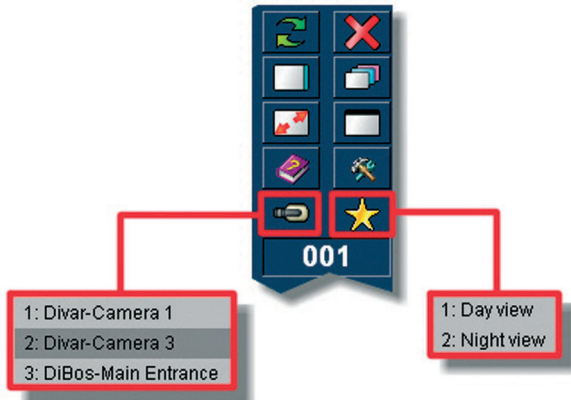 001
1: Divar-Camera 1
2: Divar-Camera 3
3: DiBos-Main Entrance
1: Day view
2: Night view